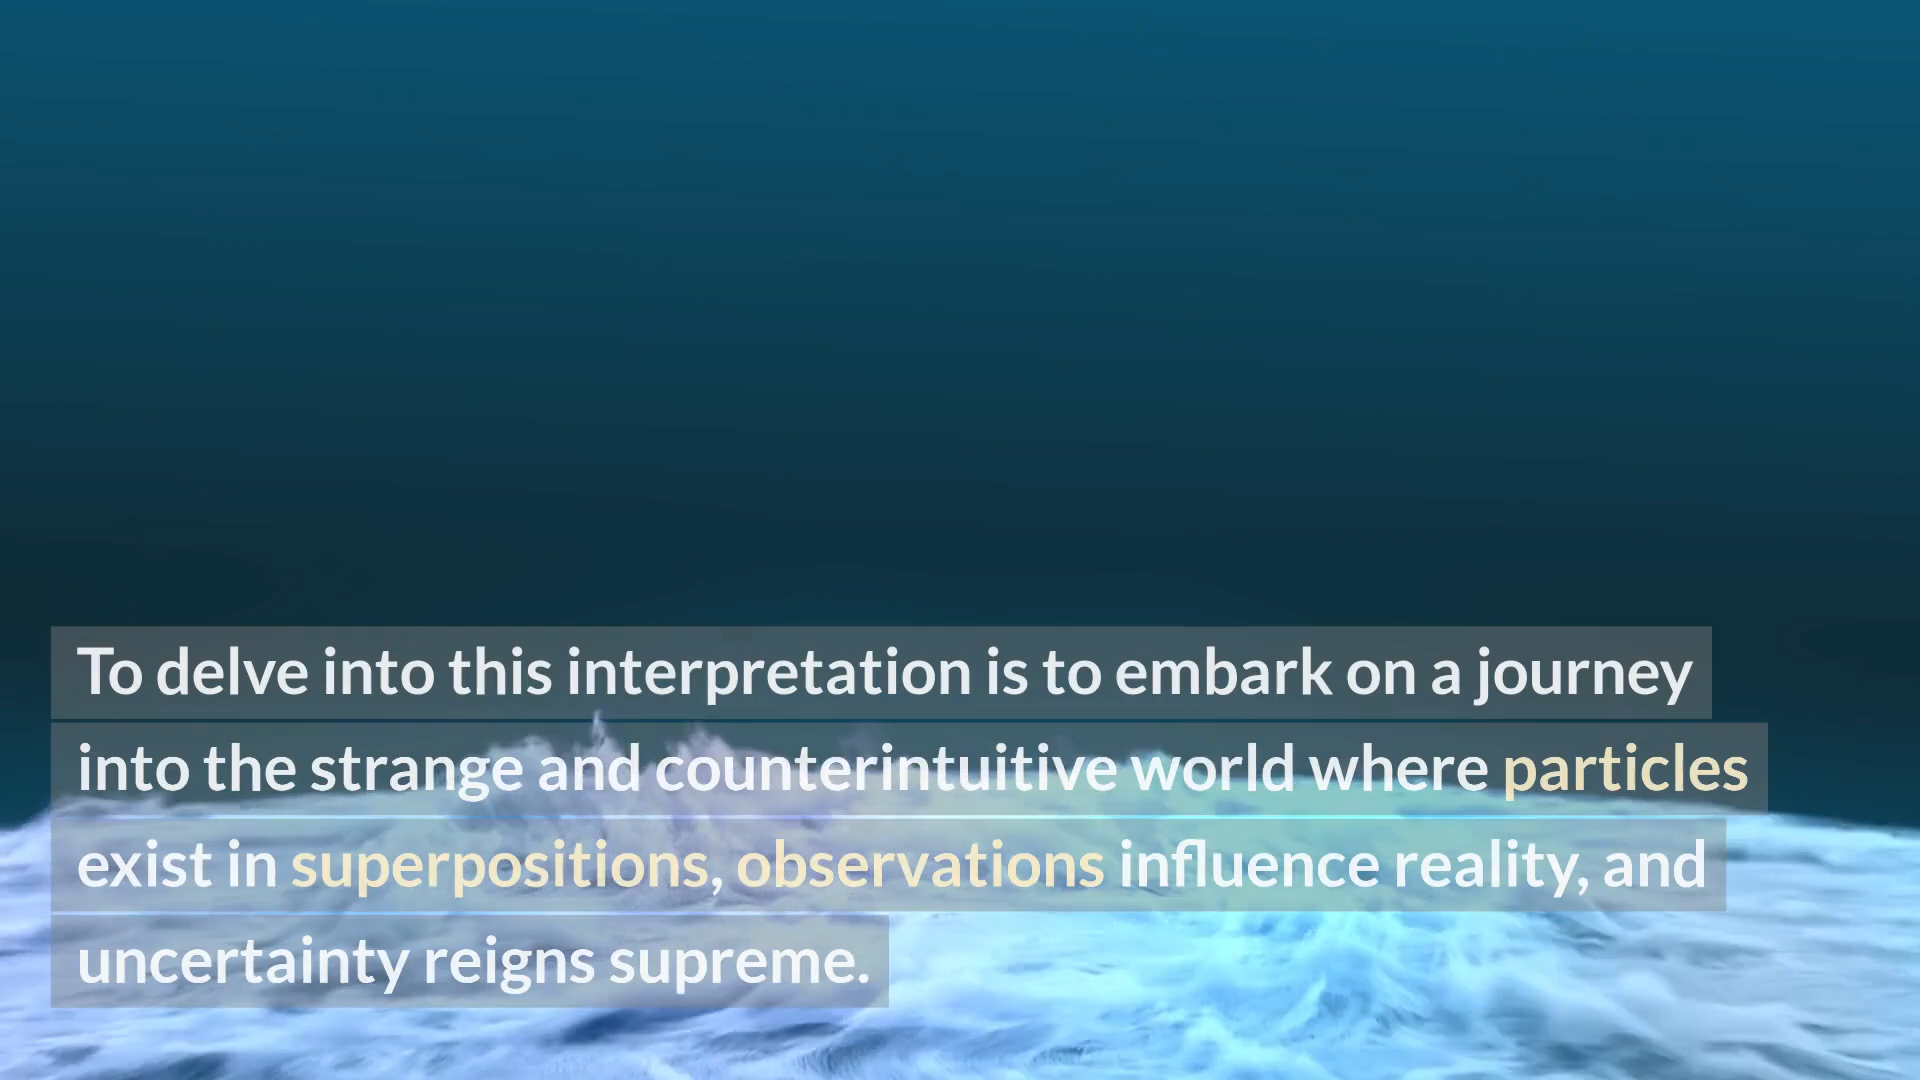 To delve into this interpretation is to embark on a journey
into the strange and counterintuitive world where particles
exist in superpositions, observations influence reality, and
uncertainty reigns supreme.